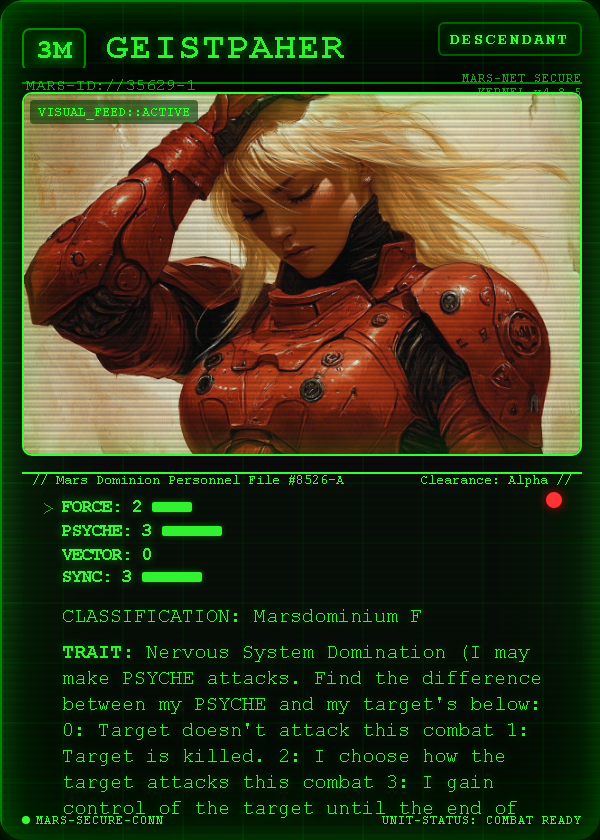 3M
GEISTPAHER
DESCENDANT
MARS-ID://35629-1
MARS-NET SECURE
KERNEL v4.8.5
VISUAL_FEED::ACTIVE
// Mars Dominion Personnel File #8526-A
Clearance: Alpha //
> FORCE: 2
PSYCHE: 3
VECTOR: 0
SYNC: 3
CLASSIFICATION: Marsdominium F
TRAIT: Nervous System Domination (I may
make PSYCHE attacks. Find the difference
between my PSYCHE and my target's below:
0: Target doesn't attack this combat 1:
Target is killed. 2: I choose how the
target attacks this combat 3: I gain
control of the target until the end of
MARS-SECURE-CONN
UNIT-STATUS: COMBAT READY